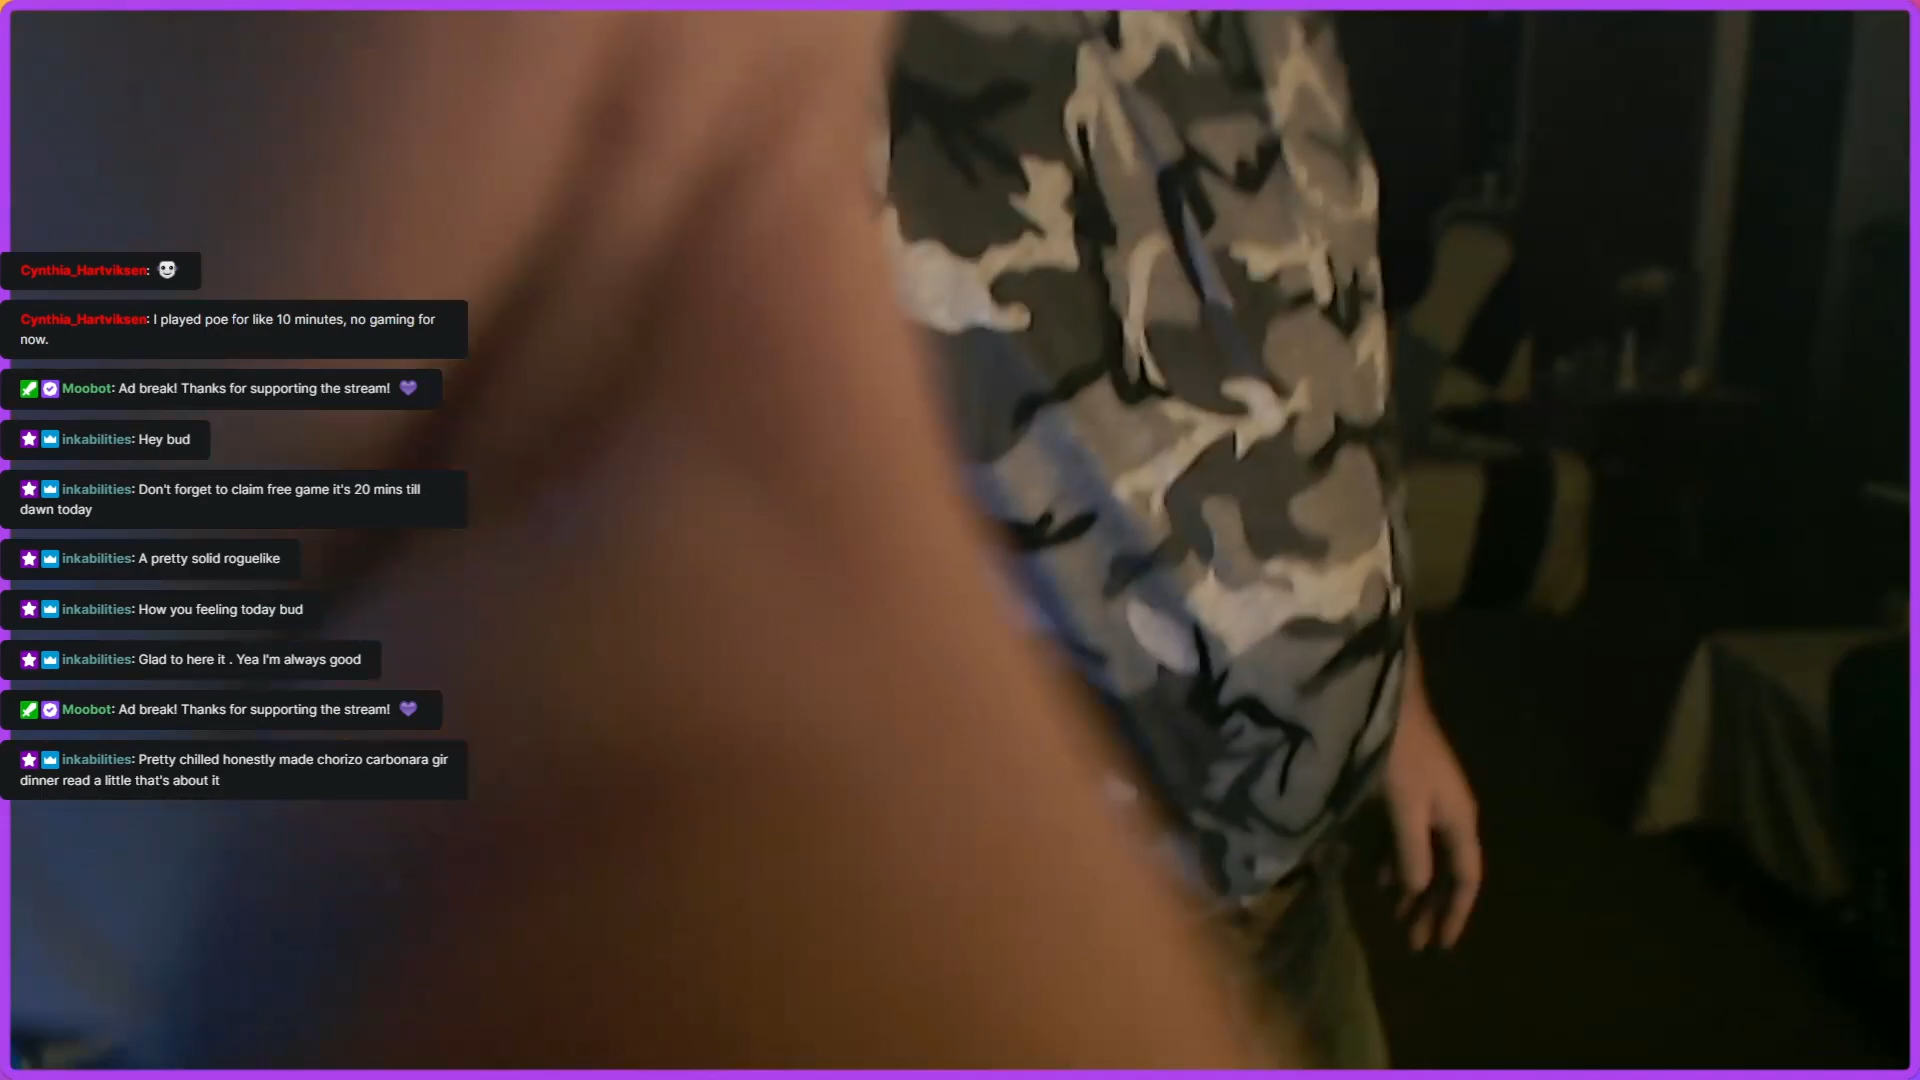 Cynthia_Hartviksen:
Cynthia_Hartviksen: I played poe for like 10 minutes, no gaming for
now.
Moobot: Ad break! Thanks for supporting the stream!
inkabilities: Hey bud
inkabilities: Don't forget to claim free game it's 20 mins till
dawn today
inkabilities: A pretty solid roguelike
inkabilities: How you feeling today bud
inkabilities: Glad to here it . Yea I'm always good
Moobot: Ad break! Thanks for supporting the stream!
inkabilities: Pretty chilled honestly made chorizo carbonara gir
dinner read a little that's about it